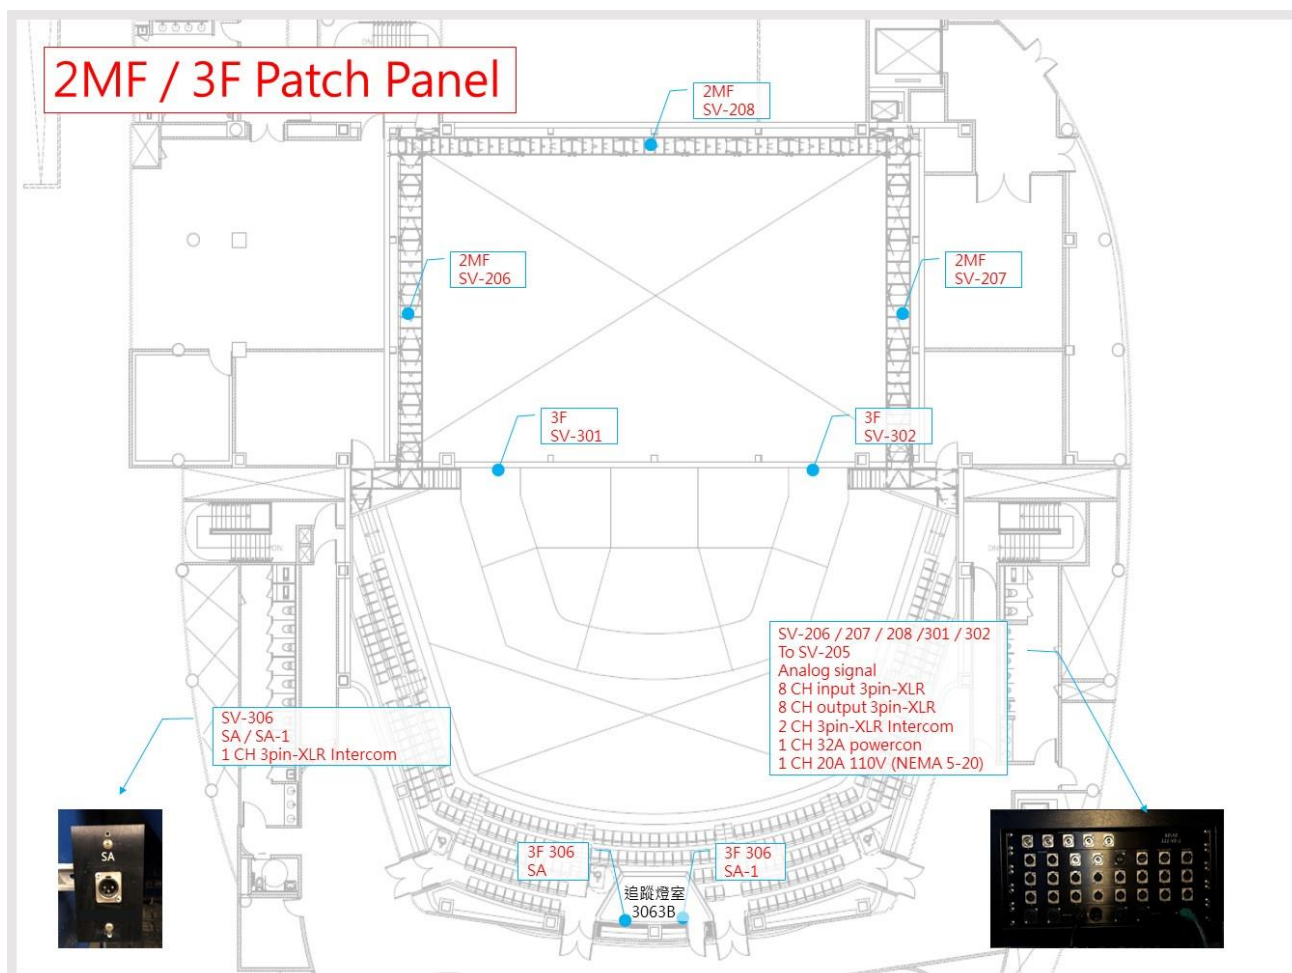 2MF / 3F Patch Panel
2MF
SV-208
2MF
SV-206
2MF
SV-207
3F
SV-301
3F
SV-302
SV-206 / 207 / 208 /301 / 302
To SV-205
Analog signal
8 CH input 3pin-XLR
8 CH output 3pin-XLR
2 CH 3pin-XLR Intercom
1 CH 32A powercon
1 CH 20A 110V (NEMA 5-20)
SV-306
SA / SA-1
1 CH 3pin-XLR Intercom
SA
3F 306
SA
3F 306
SA-1
追蹤燈室
3063B
DN
DN